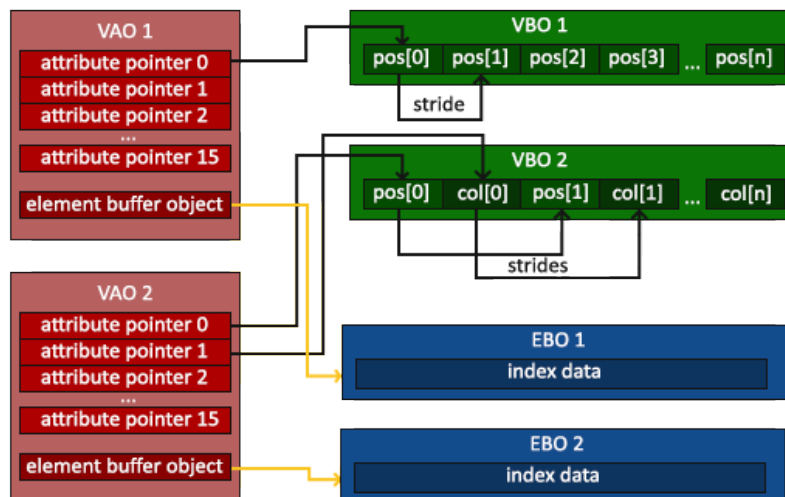 VAO 1
attribute pointer 0
attribute pointer 1
attribute pointer 2
...
attribute pointer 15
element buffer object
VAO 2
attribute pointer 0
attribute pointer 1
attribute pointer 2
...
attribute pointer 15
element buffer object
VBO 1
pos[0] pos[1] pos[2] pos[3] ... pos[n]
stride
VBO 2
pos[0] col[0] pos[1] col[1] ... col[n]
strides
EBO 1
index data
EBO 2
index data